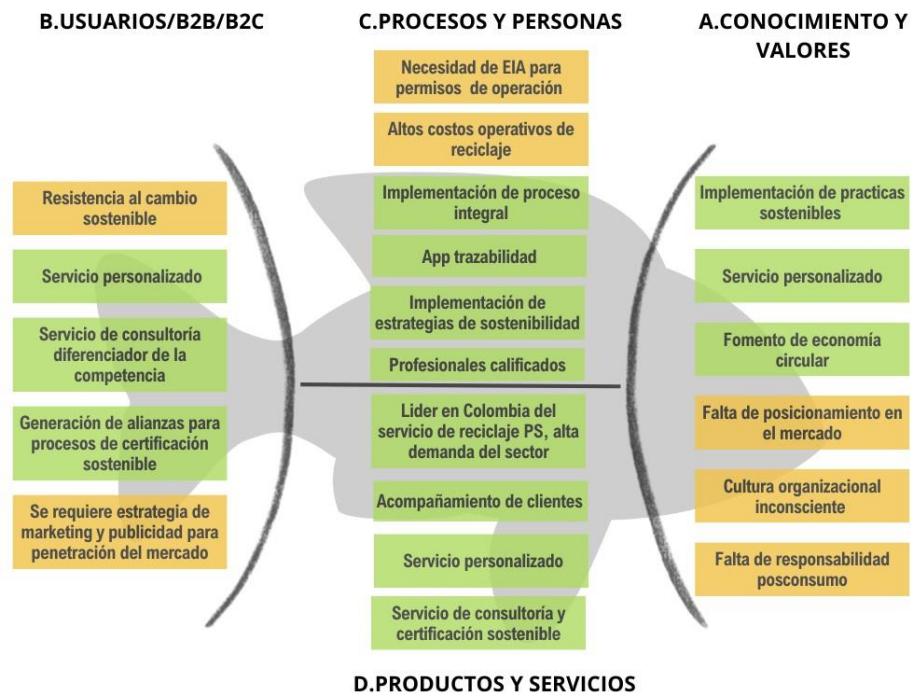 B.USUARIOS/B2B/B2C
Resistencia al cambio
sostenible
Servicio personalizado
Servicio de consultoría
diferenciador de la
competencia
Generación de alianzas para
procesos de certificación
sostenible
Se requiere estrategia de
marketing y publicidad para
penetración del mercado
C.PROCESOS Y PERSONAS
Necesidad de EIA para
permisos de operación
Altos costos operativos de
reciclaje
Implementación de proceso
integral
App trazabilidad
Implementación de
estrategias de sostenibilidad
Profesionales calificados
Lider en Colombia del
servicio de reciclaje PS, alta
demanda del sector
Acompañamiento de clientes
Servicio personalizado
Servicio de consultoría y
certificación sostenible
D.PRODUCTOS Y SERVICIOS
A.CONOCIMIENTO Y
VALORES
Implementación de practicas
sostenibles
Servicio personalizado
Fomento de economía
circular
Falta de posicionamiento en
el mercado
Cultura organizacional
inconsciente
Falta de responsabilidad
posconsumo